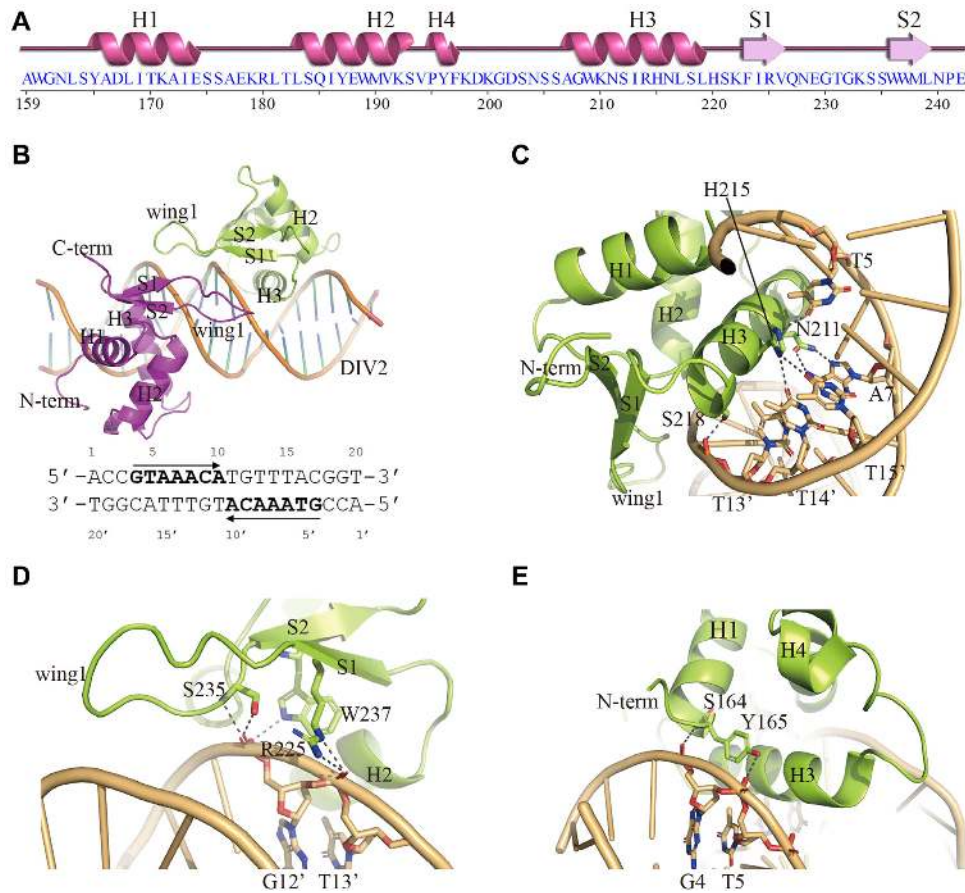 A
H1 H2 H4 H3 S1 S2
AWGNLSYADLITKAIESSAEKRLTLSQIYEWMVKSVPYFKDKGDSNSSAGWKNSIRHNLSLHSKFIRVQNEGTGKSSWWMLNPE
159 170 180 190 200 210 220 230 240
B
wing1
H2
C-term
S2
S1
S1
H3
S2
H3
wing1
H1
DIV2
N-term
H2
1 5 10 15 20
5′-ACCGTAAACATGTTTACGGT-3′
3′-TGGCATTTGTACAAATGCCA-5′
20′ 15′ 10′ 5′ 1′
C
H215
T5
H1
H2
N211
H3
N-term
S2
S1
A7
S218
T15’
wing1
T14’
T13’
D
S2
S1
wing1
S235
W237
R225
H2
G12’ T13’
E
H1
H4
N-term
S164
Y165
H3
G4 T5